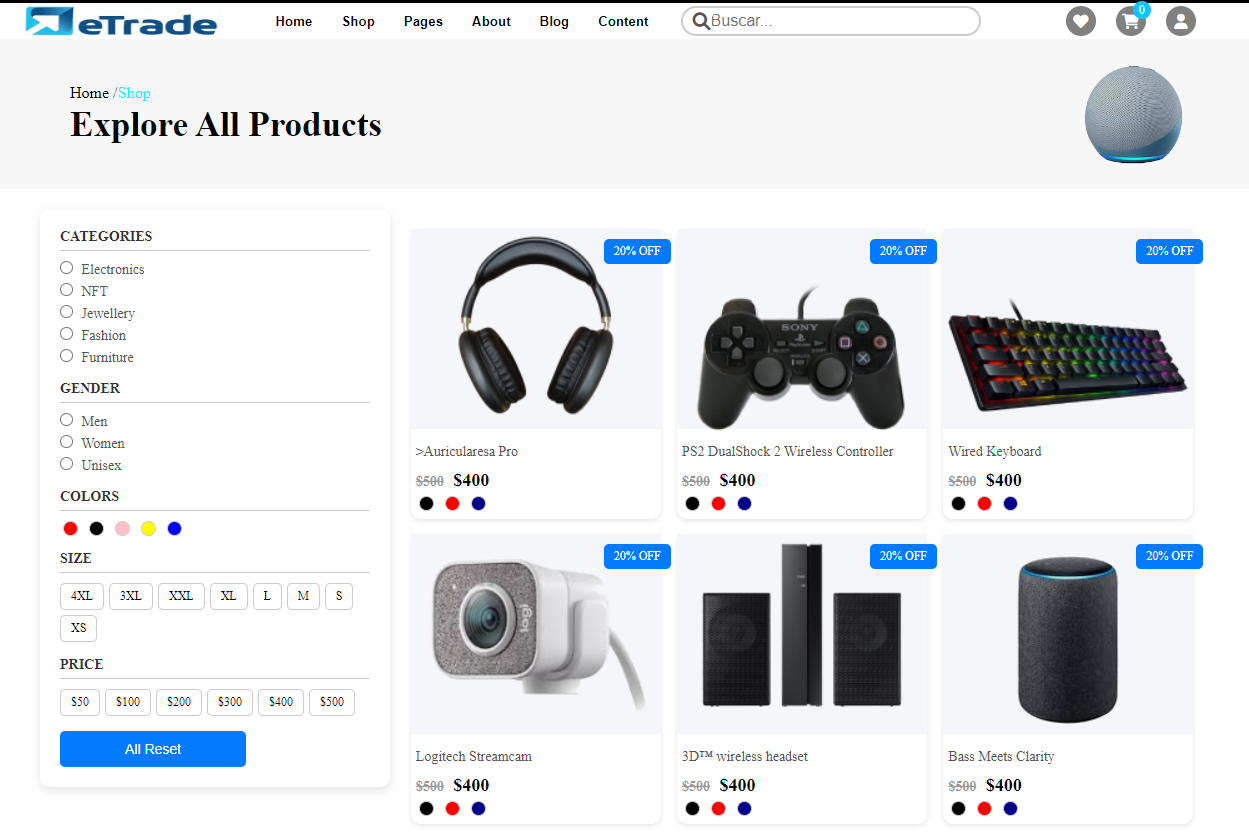 eTrade
Home Shop Pages About Blog Content
Buscar...
0
Home /Shop
Explore All Products
CATEGORIES
Electronics
NFT
Jewellery
Fashion
Furniture
GENDER
Men
Women
Unisex
COLORS
SIZE
4XL 3XL XXL XL L M S
XS
PRICE
$50 $100 $200 $300 $400 $500
All Reset
20% OFF
>Auricularesa Pro
$500 $400
20% OFF
SONY
PlayStation
SELECT START
ANALOG
PS2 DualShock 2 Wireless Controller
$500 $400
20% OFF
Wired Keyboard
$500 $400
20% OFF
logi
Logitech Streamcam
$500 $400
20% OFF
3D™ wireless headset
$500 $400
20% OFF
Bass Meets Clarity
$500 $400